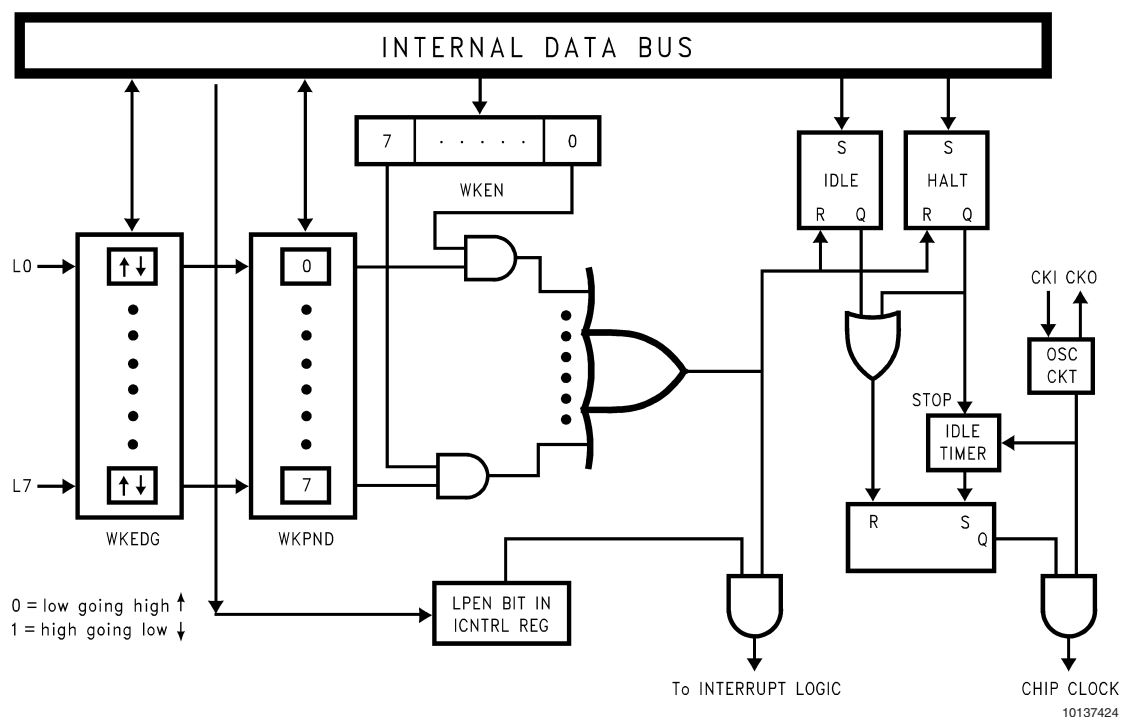 INTERNAL DATA BUS
7 . . . . . 0
WKEN
S
IDLE
R Q
S
HALT
R Q
L0
↑↓
0
CKI CKO
OSC
CKT
STOP
IDLE
TIMER
L7
↑↓
7
WKEDG
WKPND
R S
Q
0 = low going high ↑
1 = high going low ↓
LPEN BIT IN
ICNTRL REG
To INTERRUPT LOGIC
CHIP CLOCK
10137424